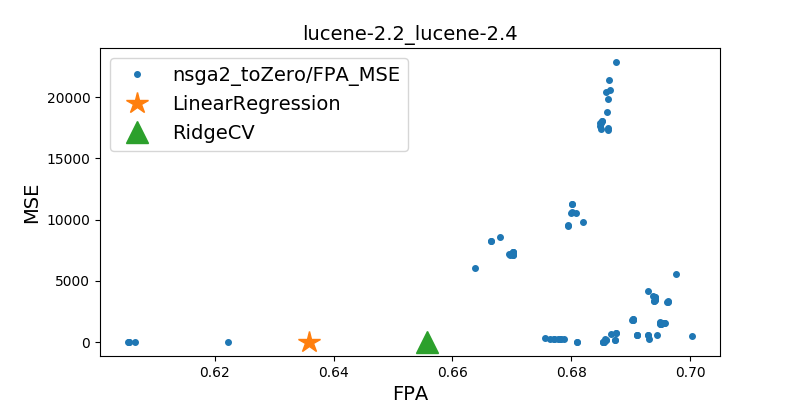 lucene-2.2_lucene-2.4
nsga2_toZero/FPA_MSE
LinearRegression
RidgeCV
MSE
20000
15000
10000
5000
0
0.62 0.64 0.66 0.68 0.70
FPA